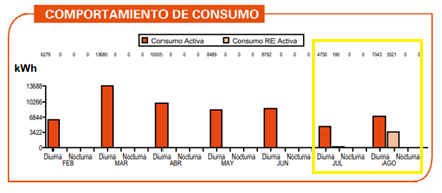 COMPORTAMIENTO DE CONSUMO
Consumo Activa Consumo RE Activa
6279 0 0 0 13680 0 0 0 10005 0 0 0 8469 0 0 0 8792 0 0 0 4750 190 0 0 7043 3521 0 0
kWh
13688
10266
6844
3422
0
Diurna Nocturna Diurna Nocturna Diurna Nocturna Diurna Nocturna Diurna Nocturna Diurna Nocturna Diurna Nocturna
FEB MAR ABR MAY JUN JUL AGO